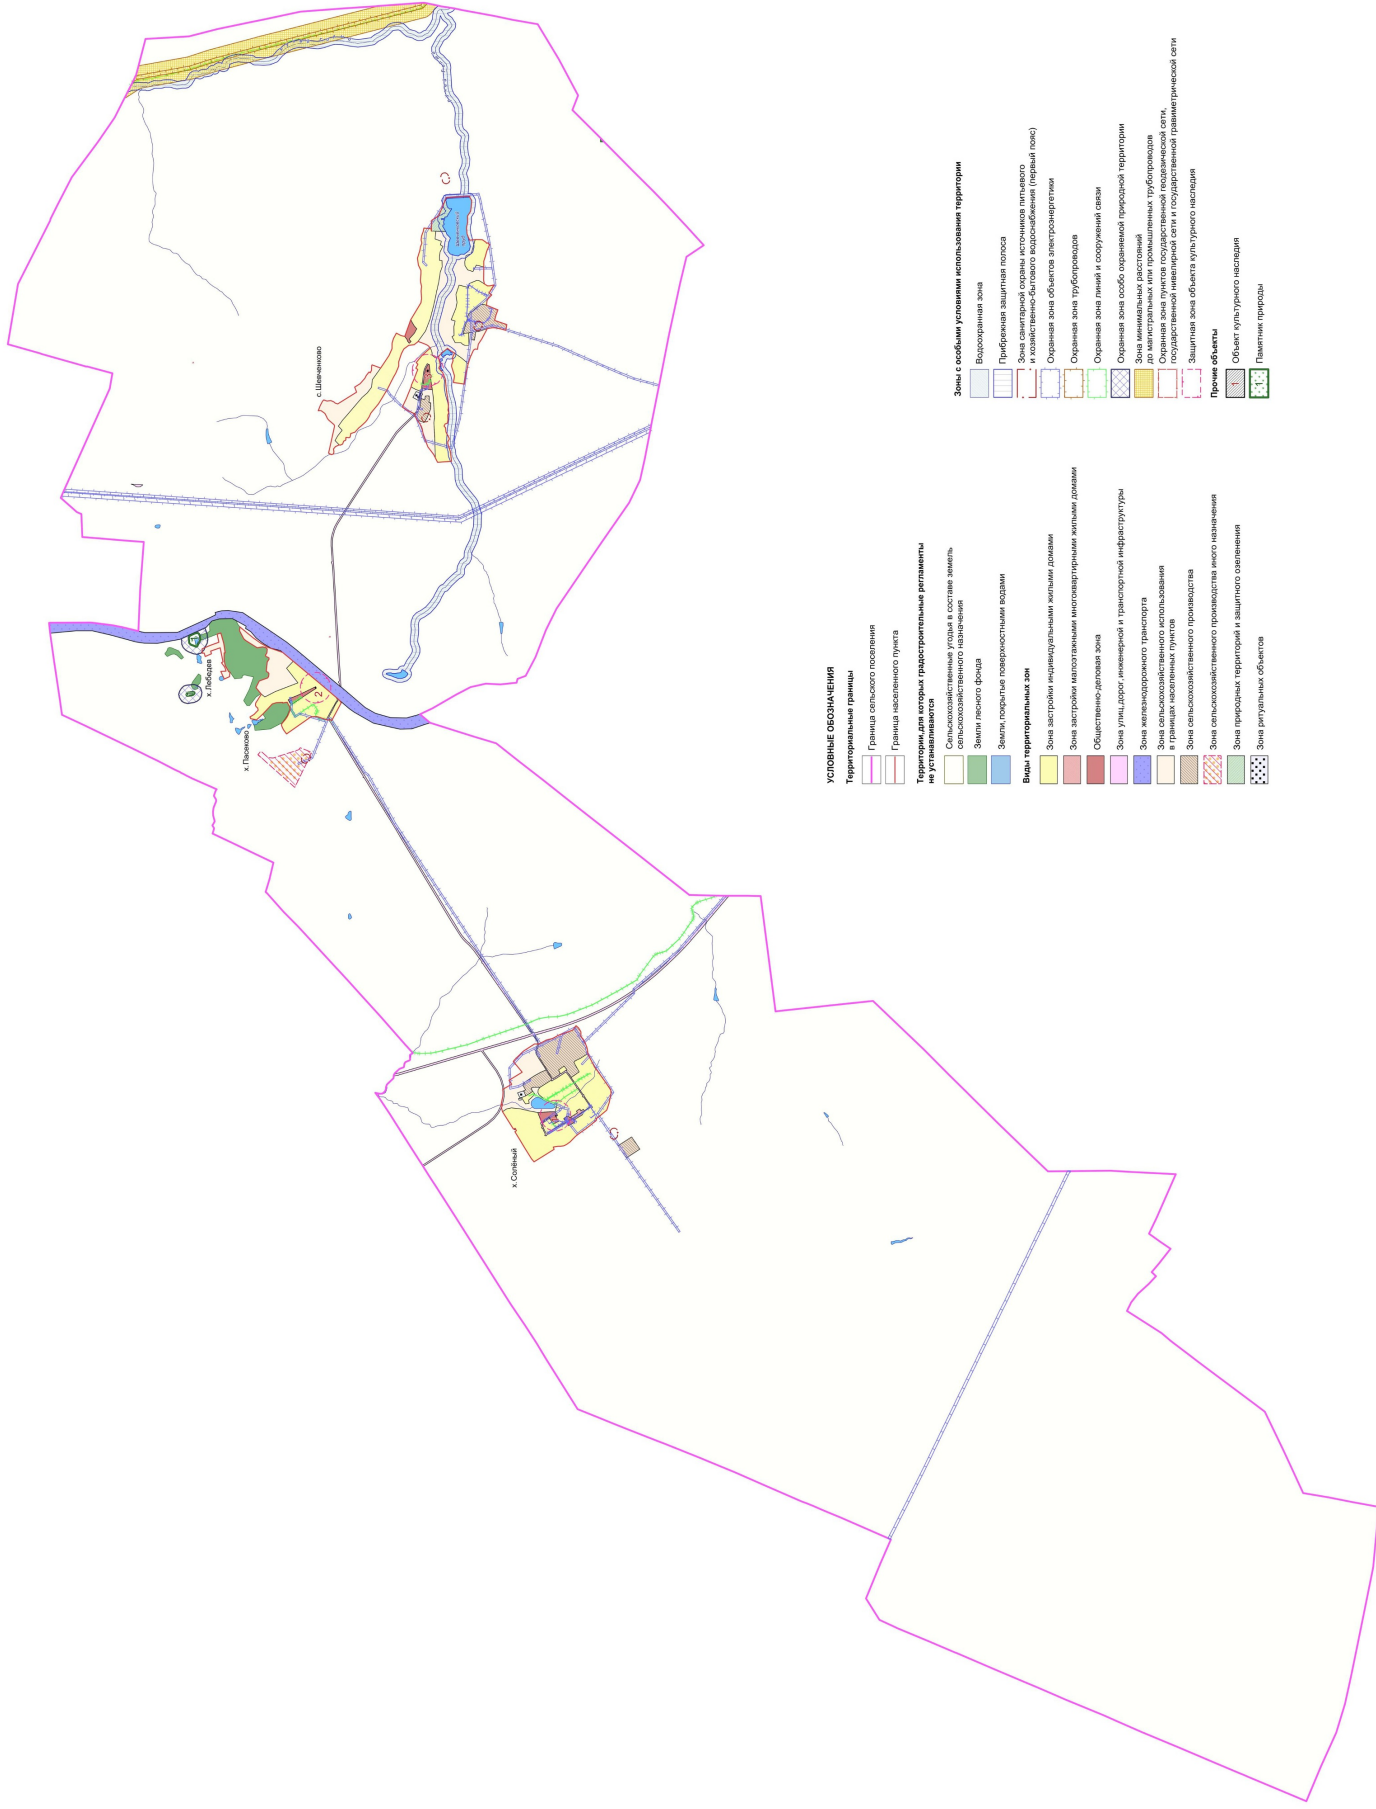 с. Шевченково
х. Лебедев
1
х. Пасеково
2
х. Солёный
УСЛОВНЫЕ ОБОЗНАЧЕНИЯ
Территориальные границы
Граница сельского поселения
Граница населенного пункта
Территории, для которых градостроительные регламенты
не устанавливаются
Сельскохозяйственные угодья в составе земель
сельскохозяйственного назначения
Земли лесного фонда
Земли, покрытые поверхностными водами
Виды территориальных зон
Зона застройки индивидуальными жилыми домами
Зона застройки малоэтажными многоквартирными жилыми домами
Общественно-деловая зона
Зона улиц, дорог, инженерной и транспортной инфраструктуры
Зона железнодорожного транспорта
Зона сельскохозяйственного использования
в границах населенных пунктов
Зона сельскохозяйственного производства
Зона сельскохозяйственного производства иного назначения
Зона природных территорий и защитного озеленения
Зона ритуальных объектов
Зоны с особыми условиями использования территории
Водоохранная зона
Прибрежная защитная полоса
Зона санитарной охраны источников питьевого
и хозяйственно-бытового водоснабжения (первый пояс)
Охранная зона объектов электроэнергетики
Охранная зона трубопроводов
Охранная зона линий и сооружений связи
Охранная зона особо охраняемой природной территории
Зона минимальных расстояний
до магистральных или промышленных трубопроводов
Охранная зона пунктов государственной геодезической сети,
государственной нивелирной сети и государственной гравиметрической сети
Защитная зона объекта культурного наследия
Прочие объекты
1 Объект культурного наследия
1 Памятник природы